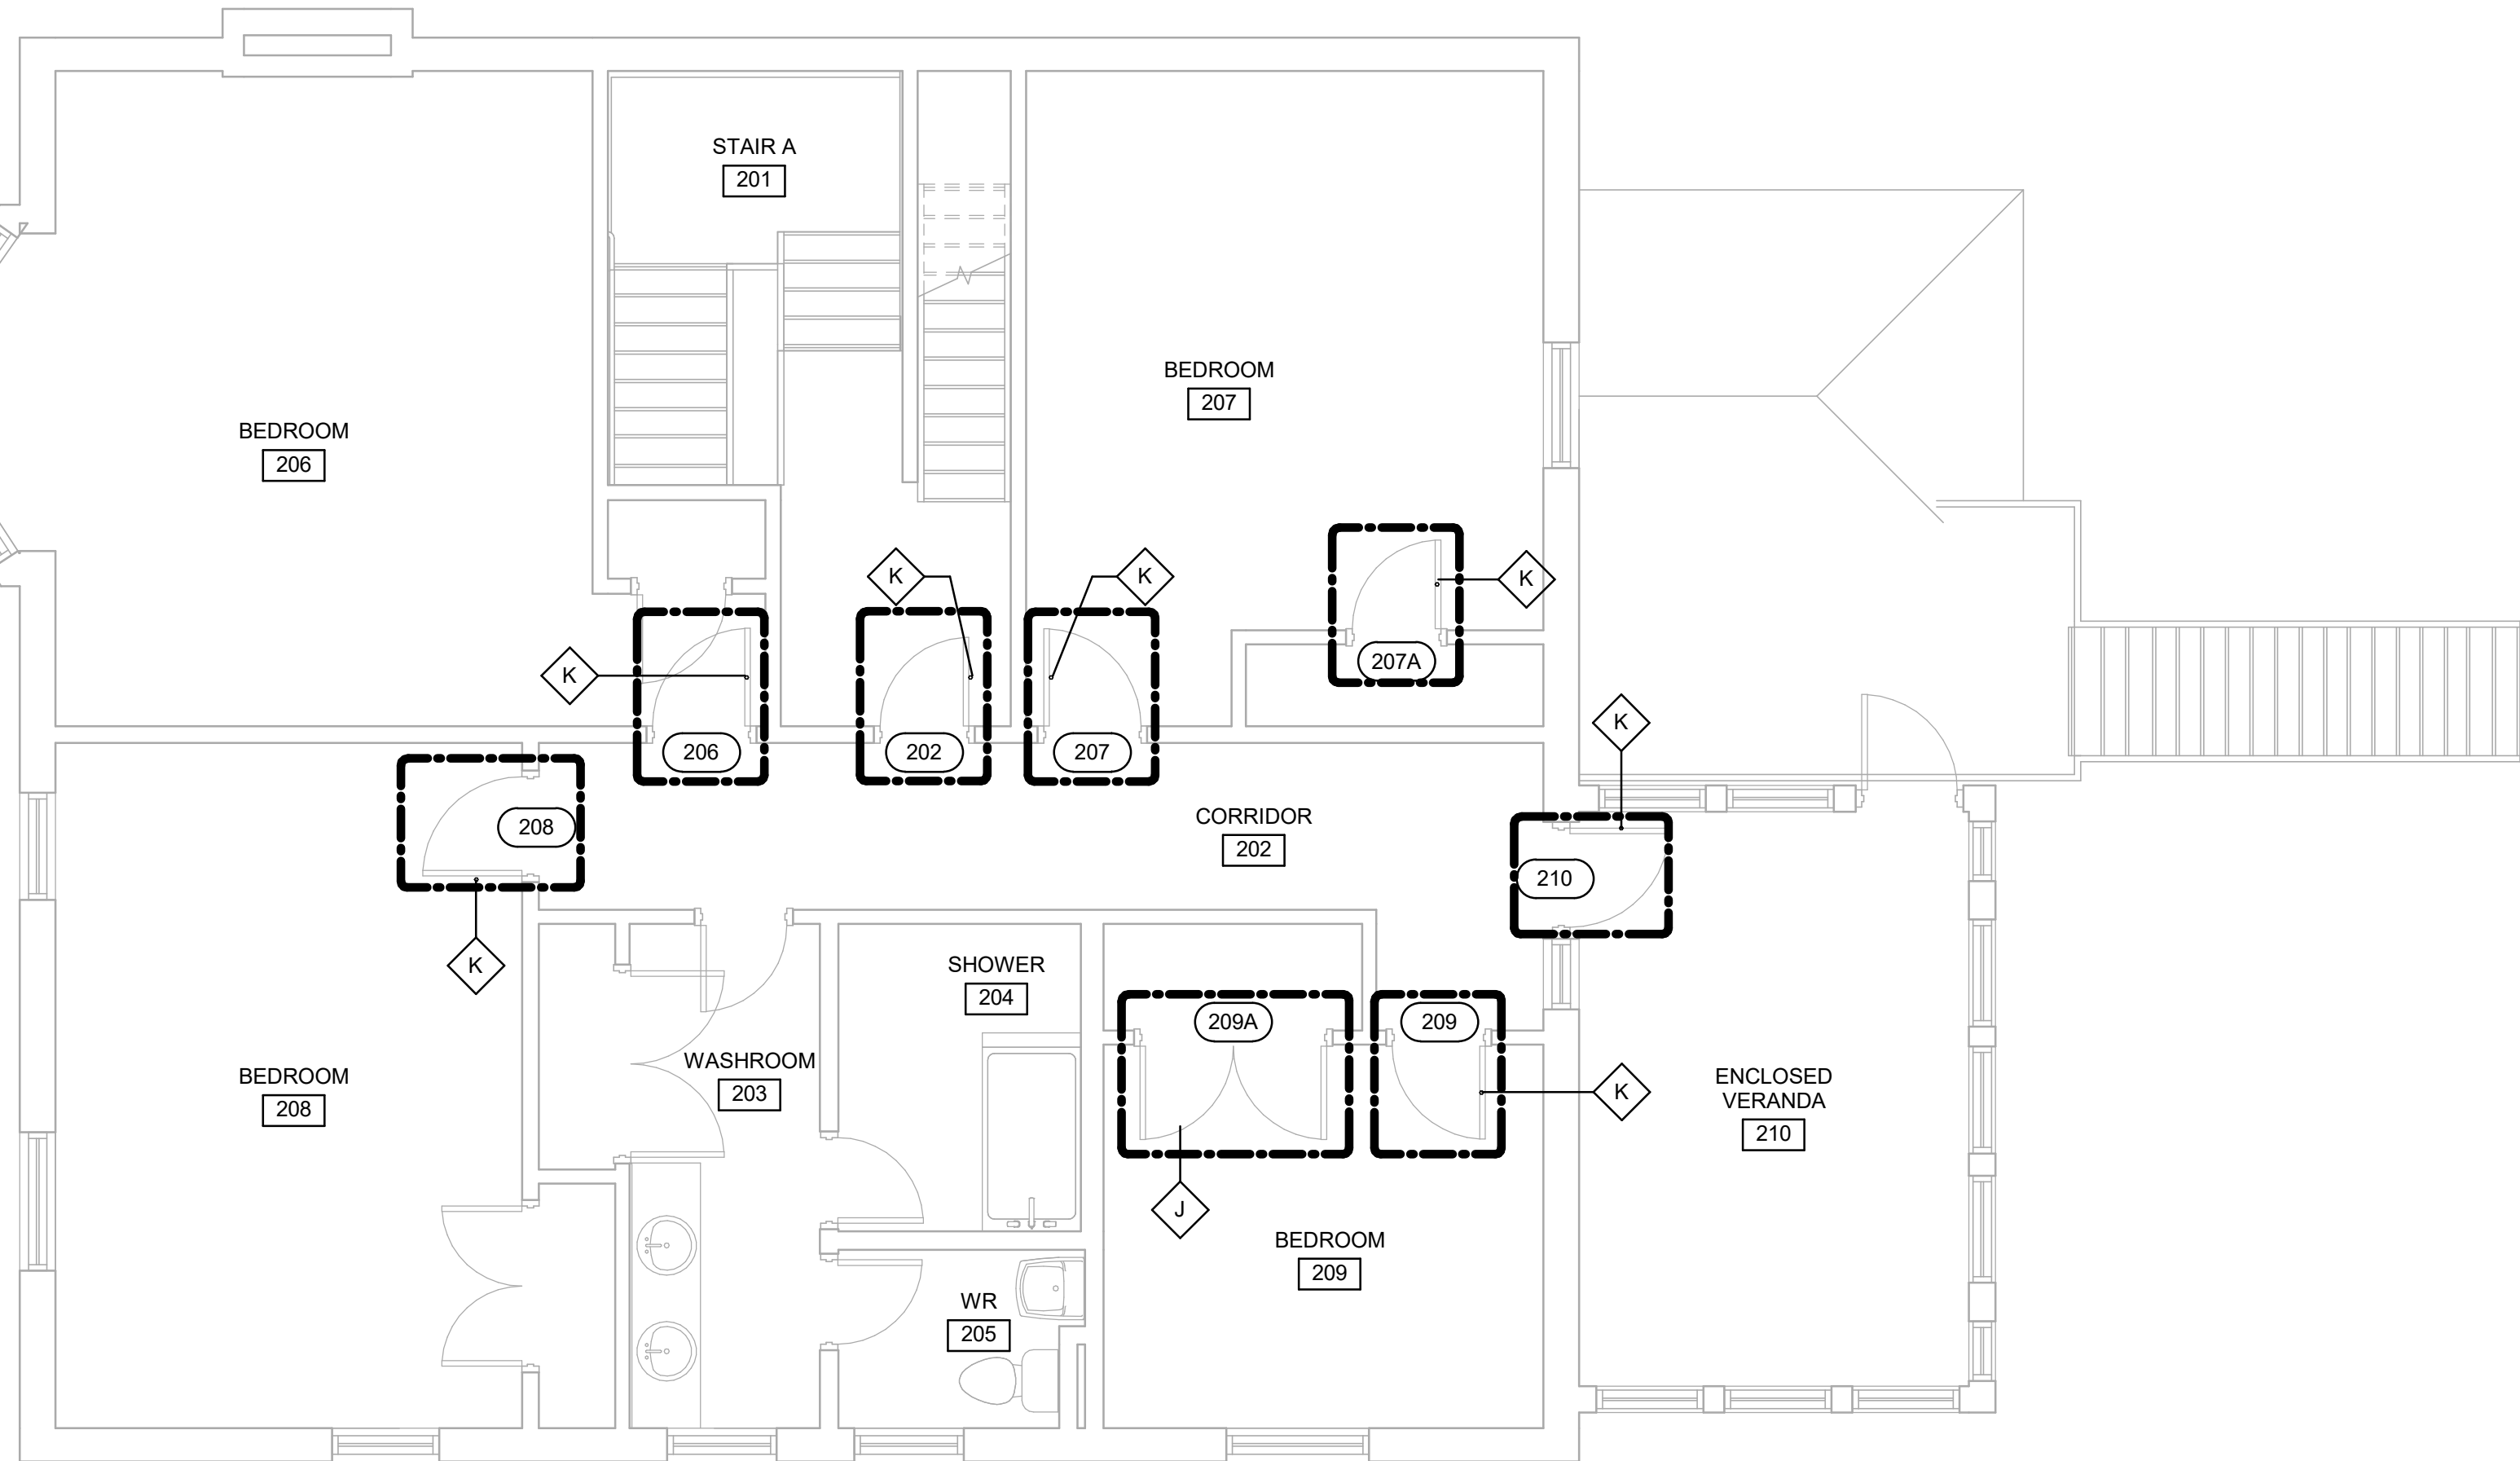 STAIR A
201
BEDROOM
207
BEDROOM
206
K
K
K
K
207A
K
206
202
207
208
CORRIDOR
202
210
K
SHOWER
204
209A
209
WASHROOM
203
BEDROOM
208
K
ENCLOSED
VERANDA
210
J
BEDROOM
209
WR
205
K